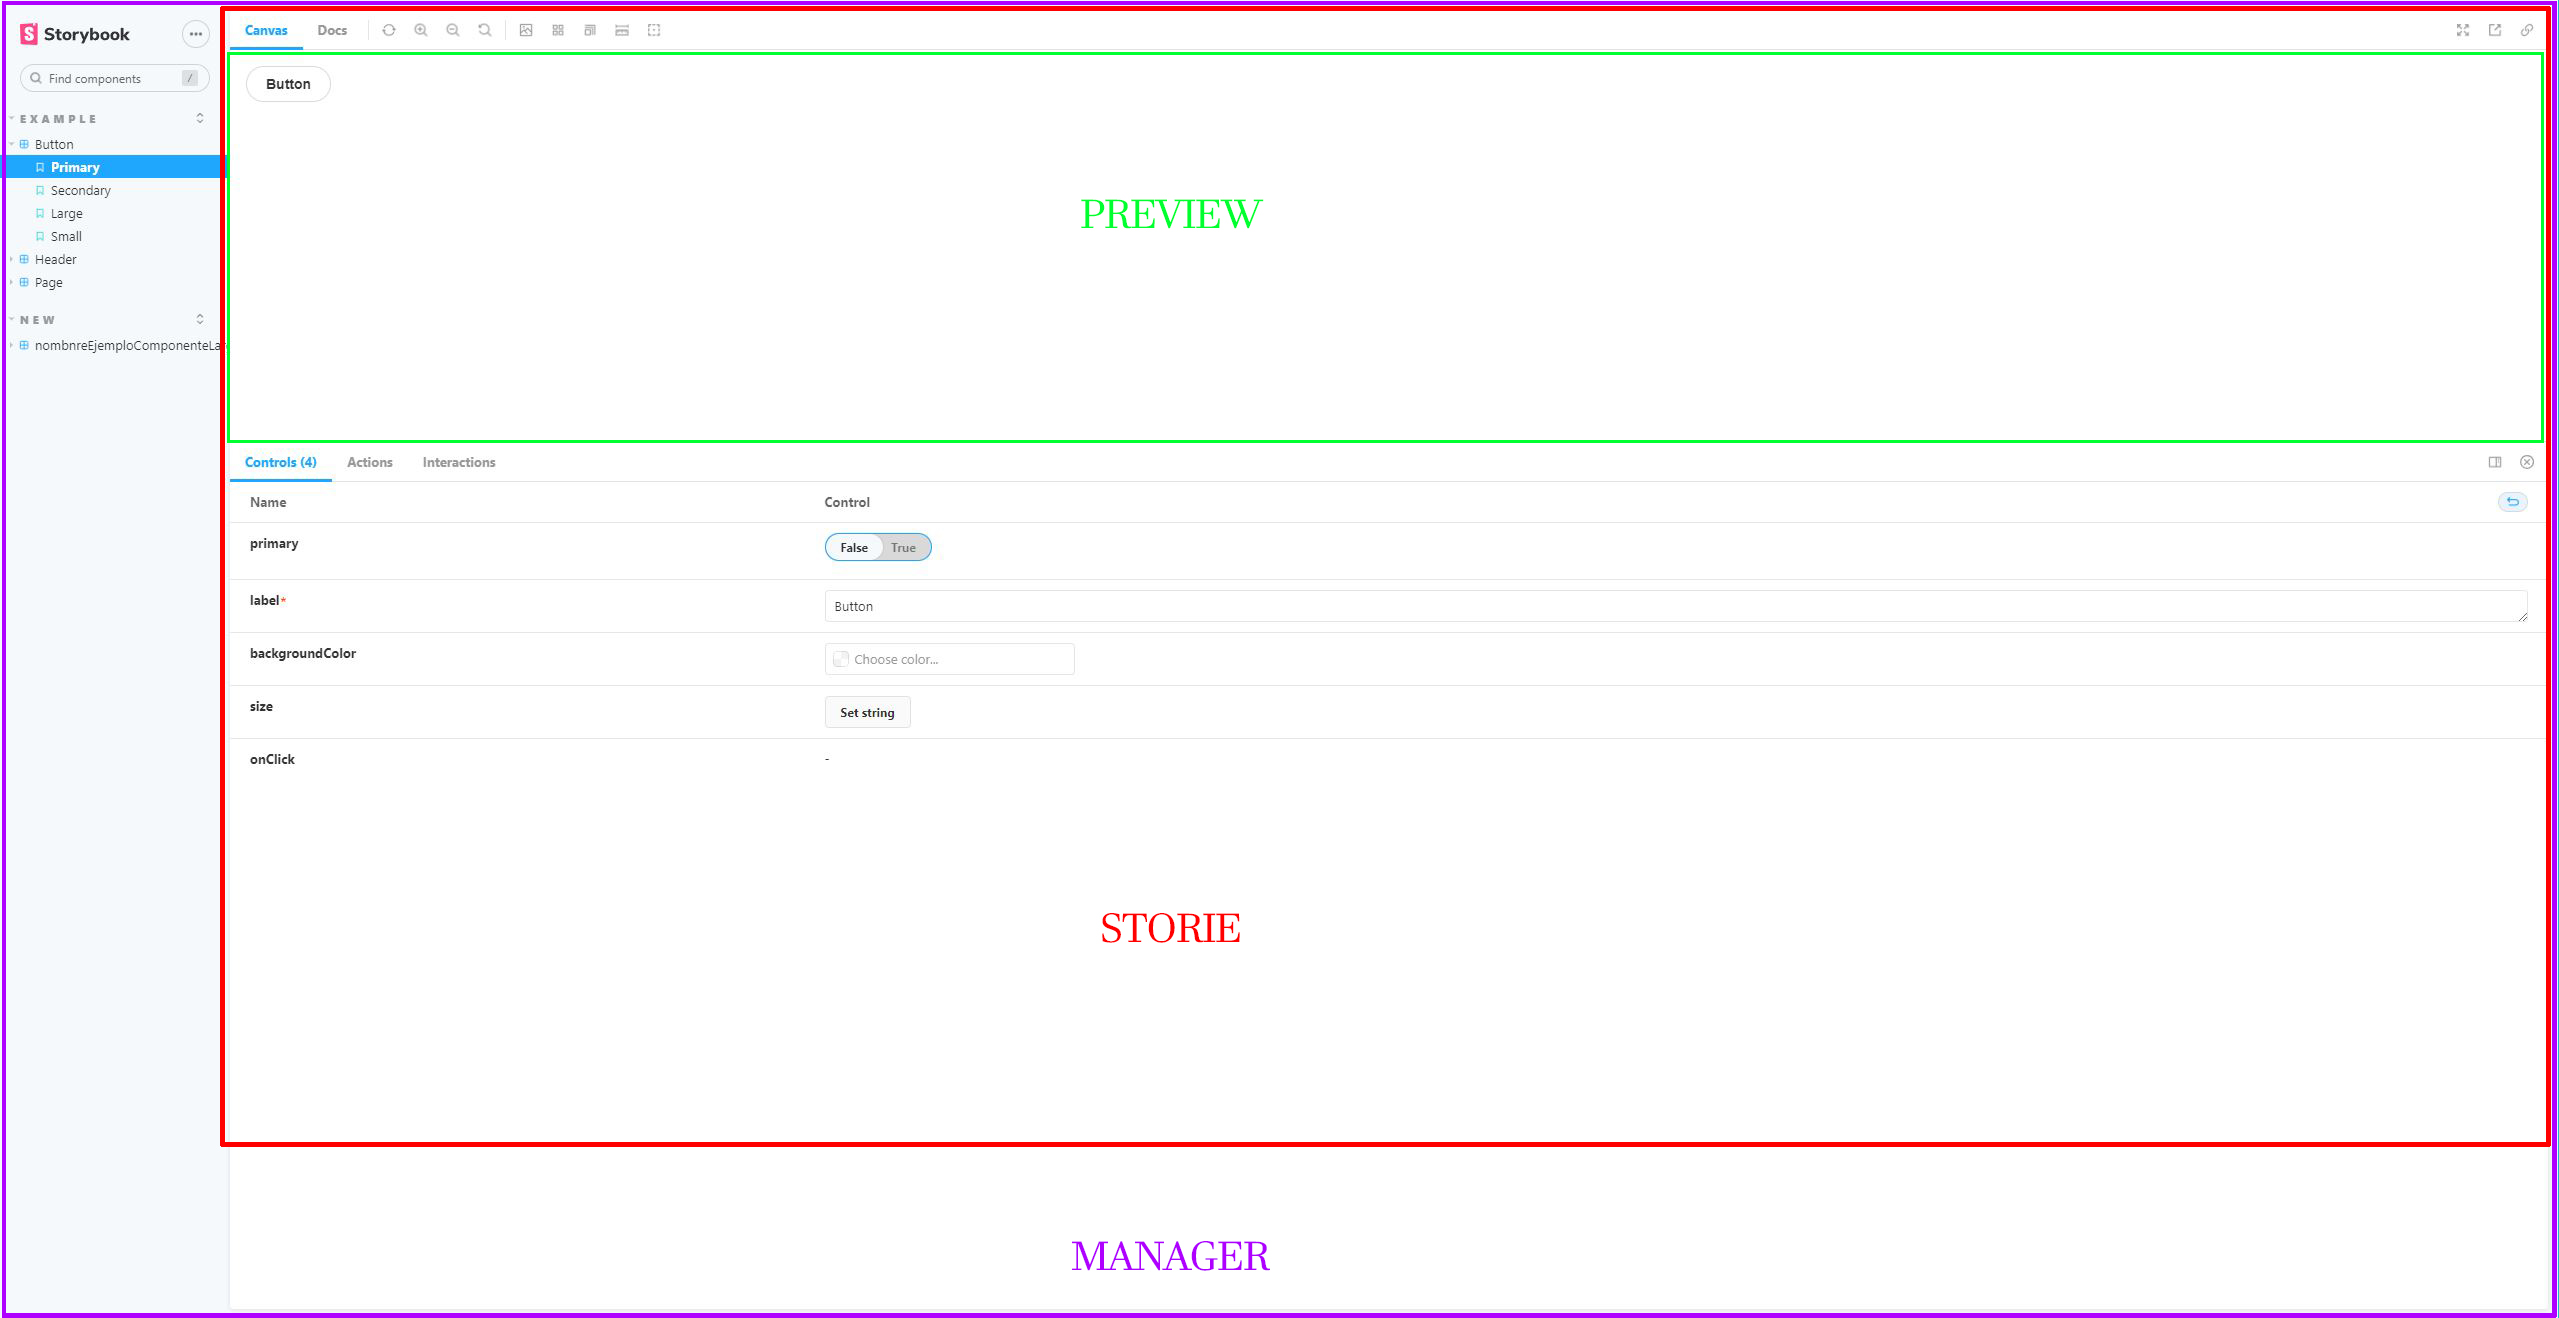 Storybook
Find components /
EXAMPLE
Button
Primary
Secondary
Large
Small
Header
Page
NEW
nombnreEjemploComponenteLar
Canvas Docs
Button
PREVIEW
Controls (4) Actions Interactions
Name Control
primary False True
label* Button
backgroundColor Choose color...
size Set string
onClick -
STORIE
MANAGER